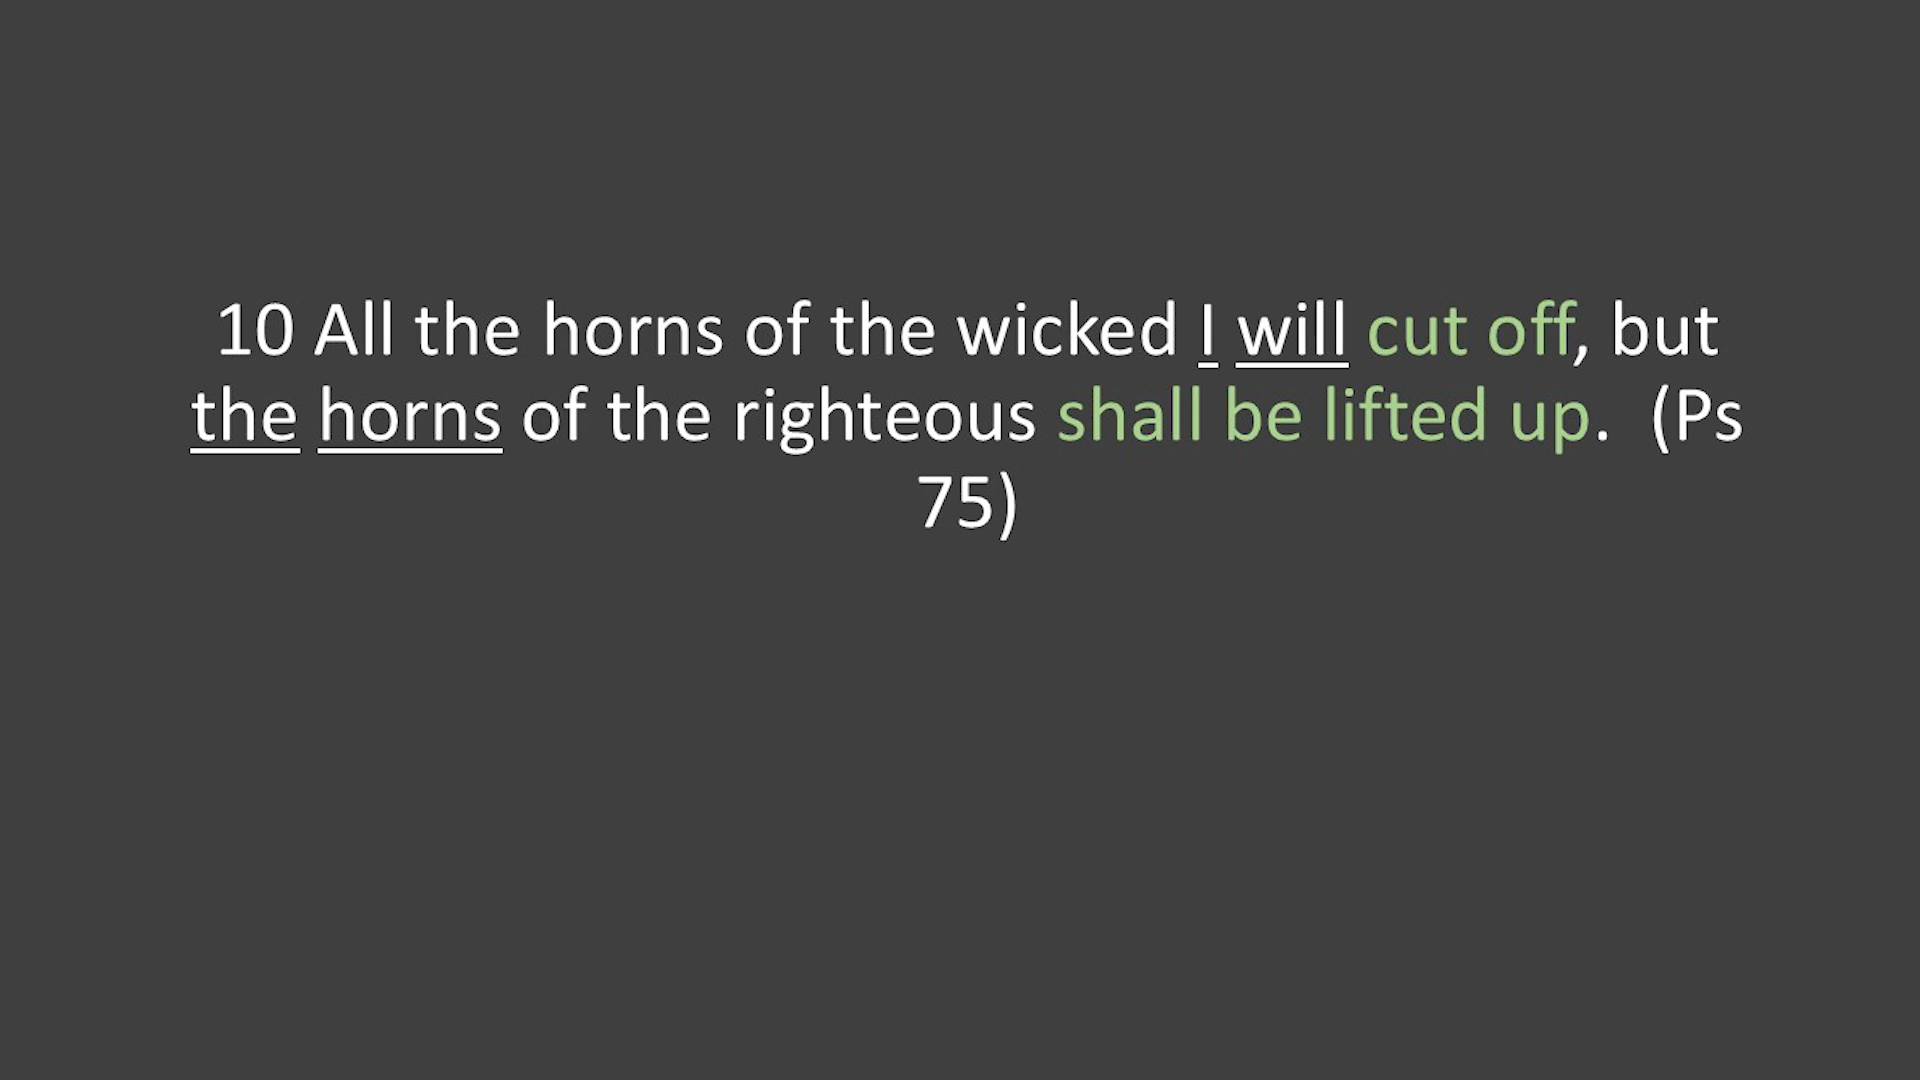 10 All the horns of the wicked I will cut off, but
the horns of the righteous shall be lifted up.  (Ps
75)